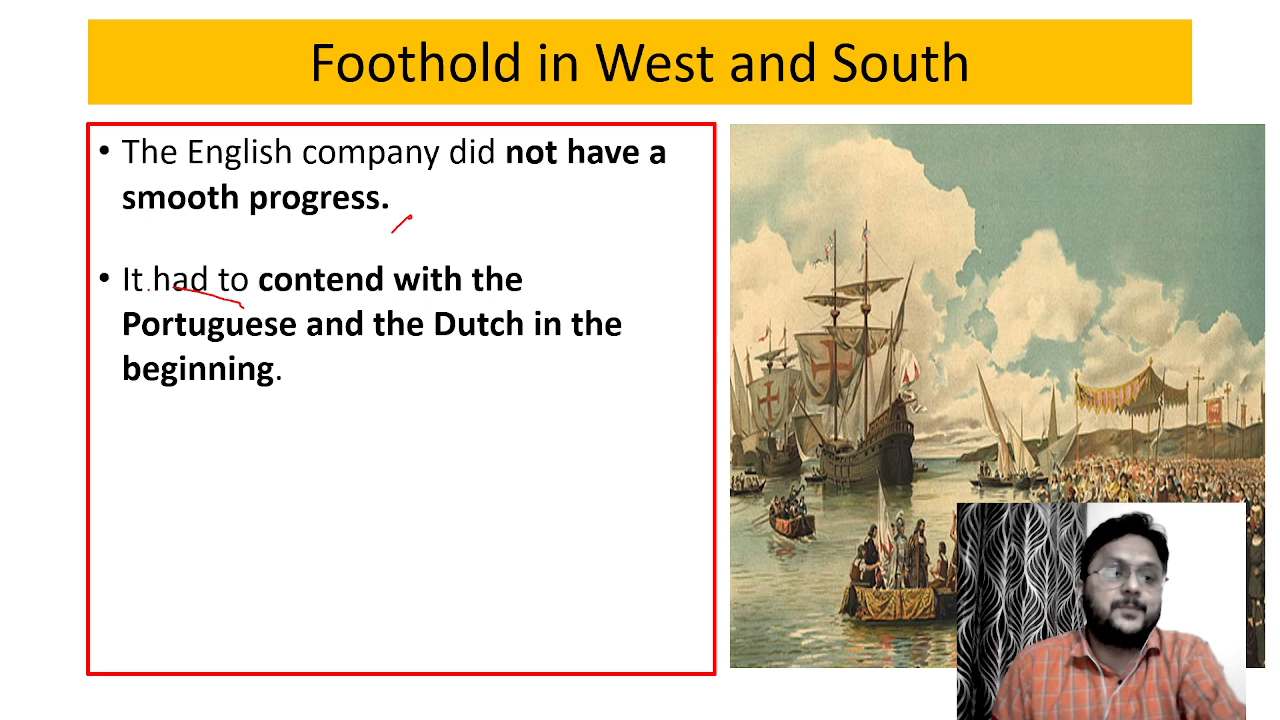 Foothold in West and South
• The English company did not have a
smooth progress.
• It had to contend with the
Portuguese and the Dutch in the
beginning.